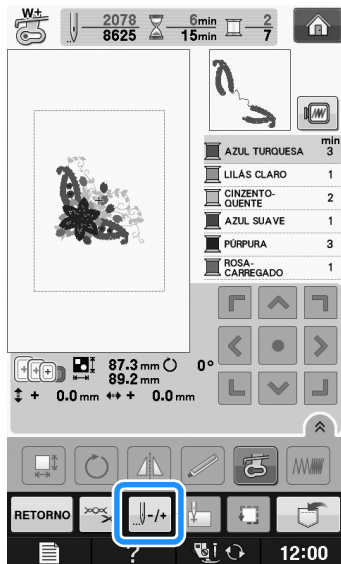 W+
2078 6min 2
8625 15min 7
min
AZUL TURQUESA 3
LILÁS CLARO 1
CINZENTO-
QUENTE 2
AZUL SUAVE 1
PÚRPURA 3
ROSA-
CARREGADO 1
87.3 mm 0°
89.2 mm
+ 0.0 mm + 0.0 mm
RETORNO -/+
? 12:00